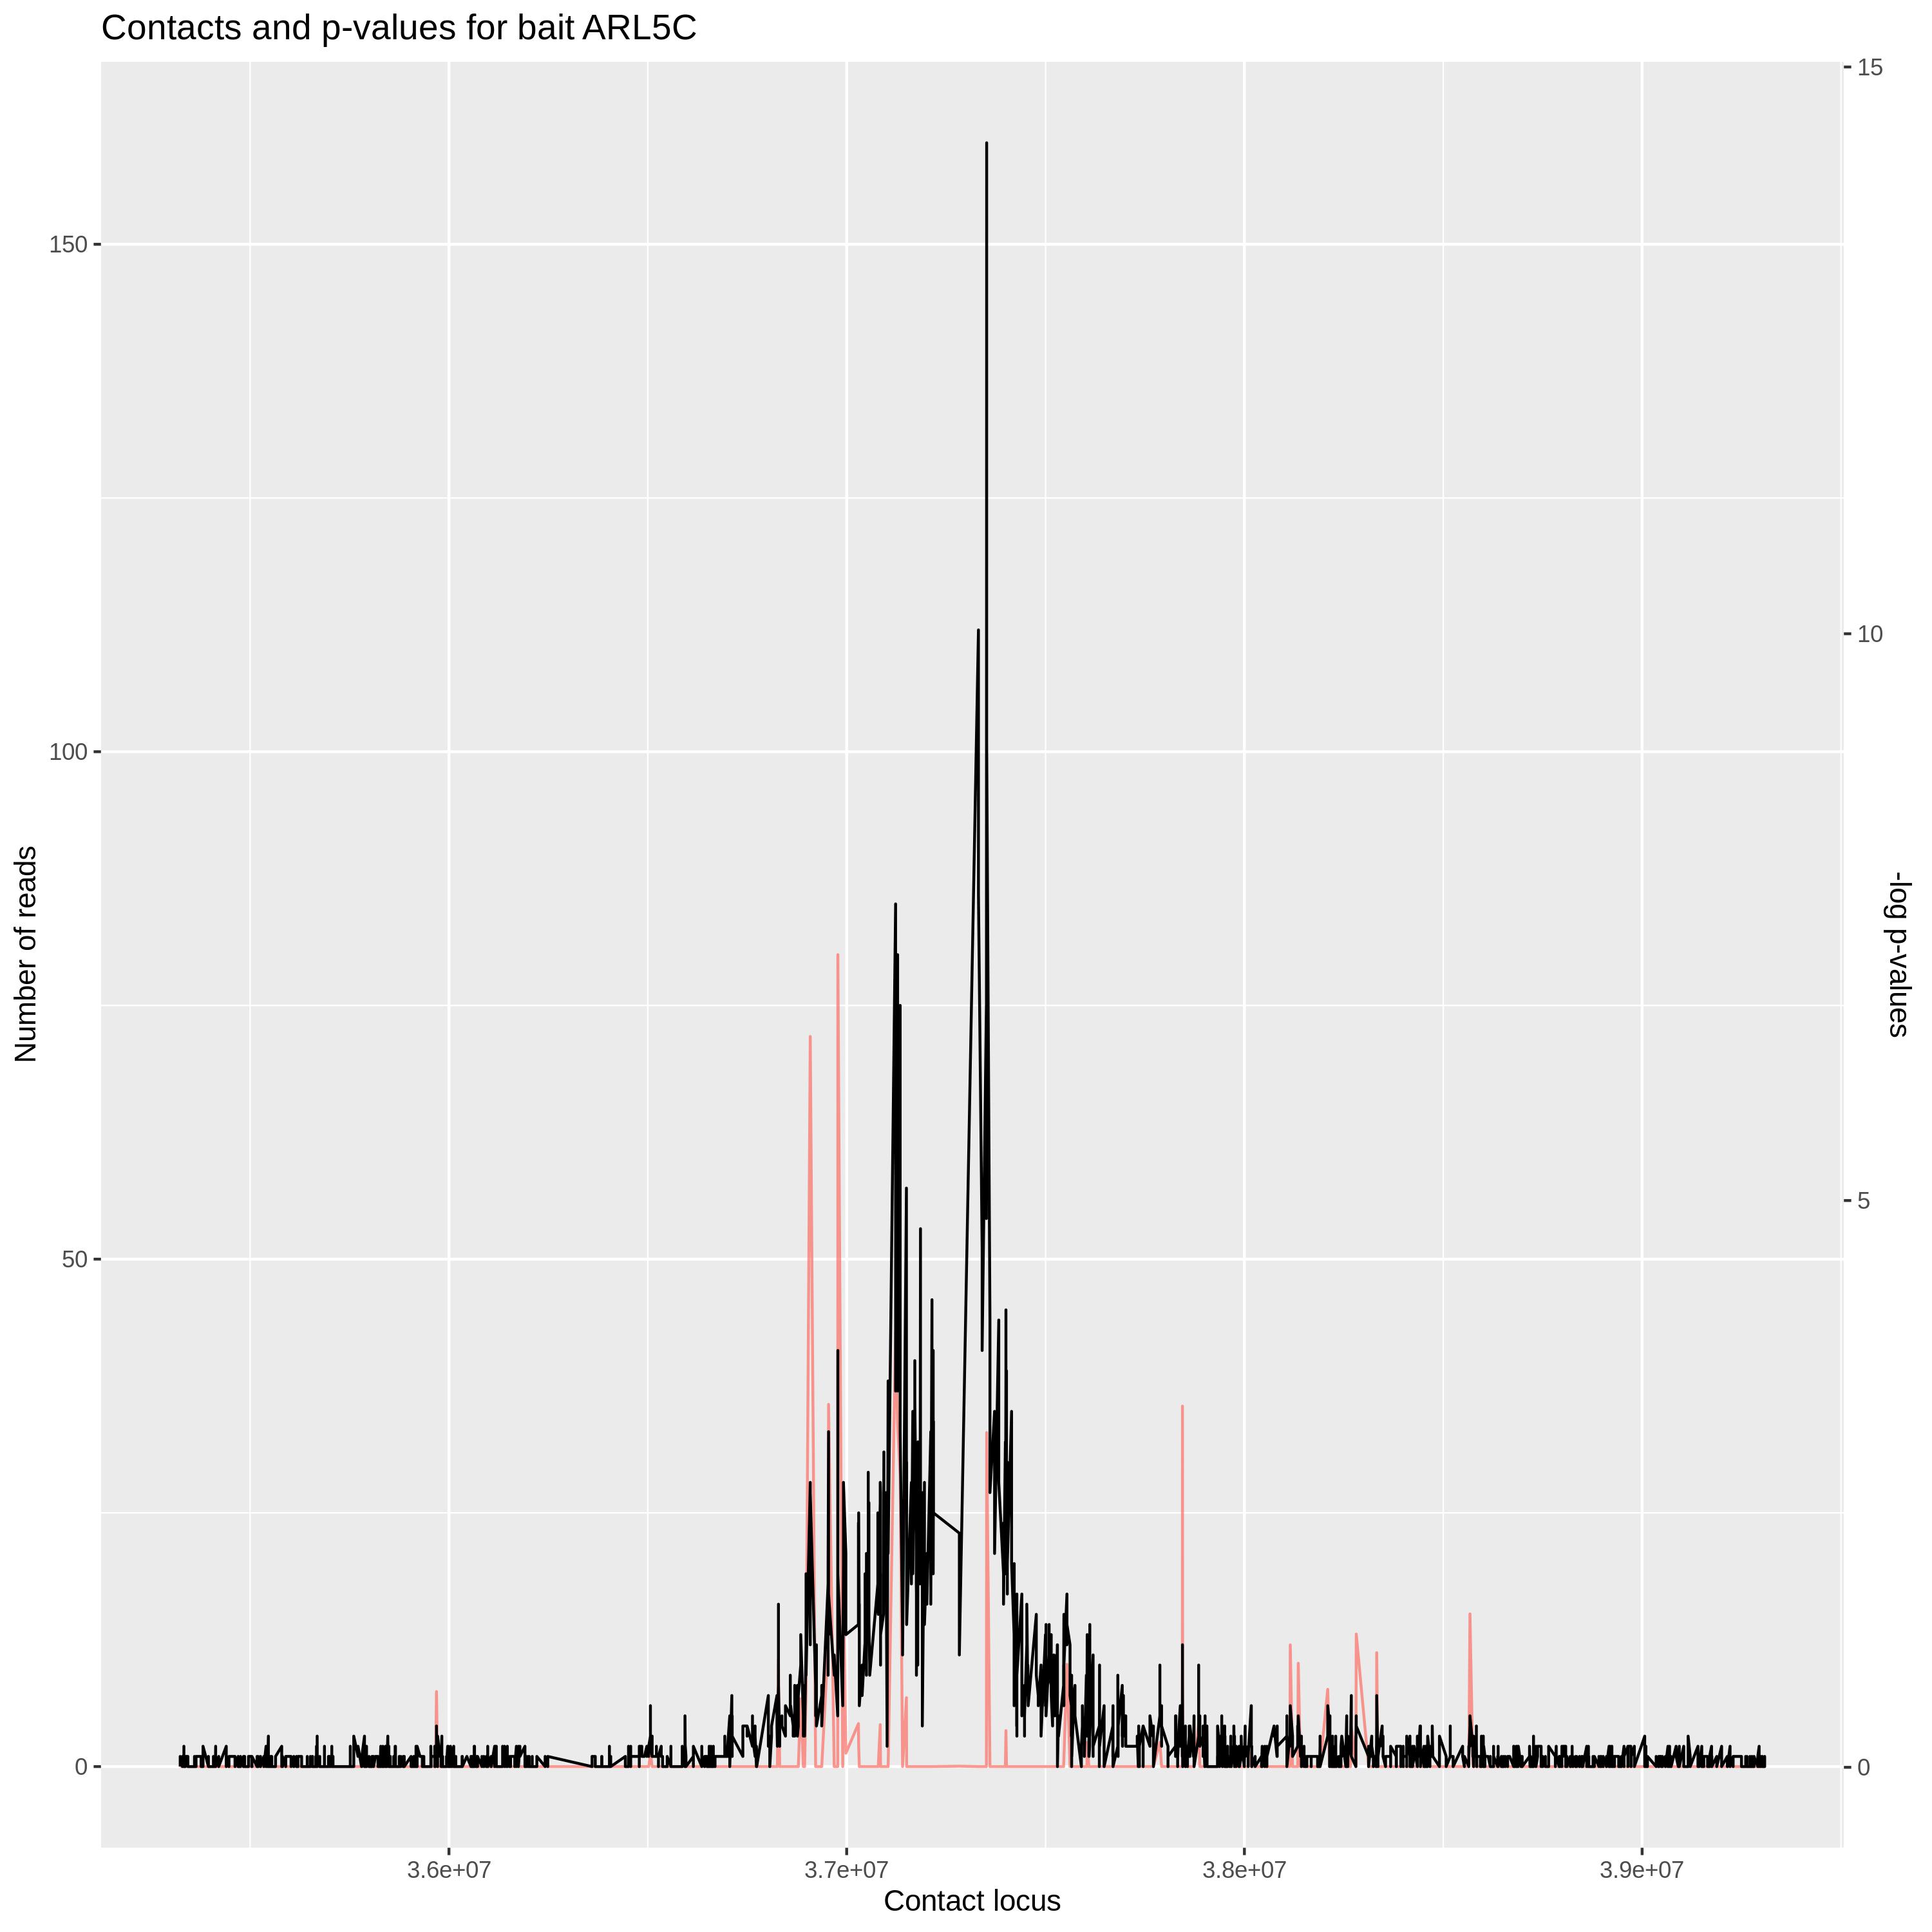 Contacts and p-values for bait ARL5C
150
100
50
0
Number of reads
15
10
5
0
-log p-values
3.6e+07
3.7e+07
3.8e+07
3.9e+07
Contact locus